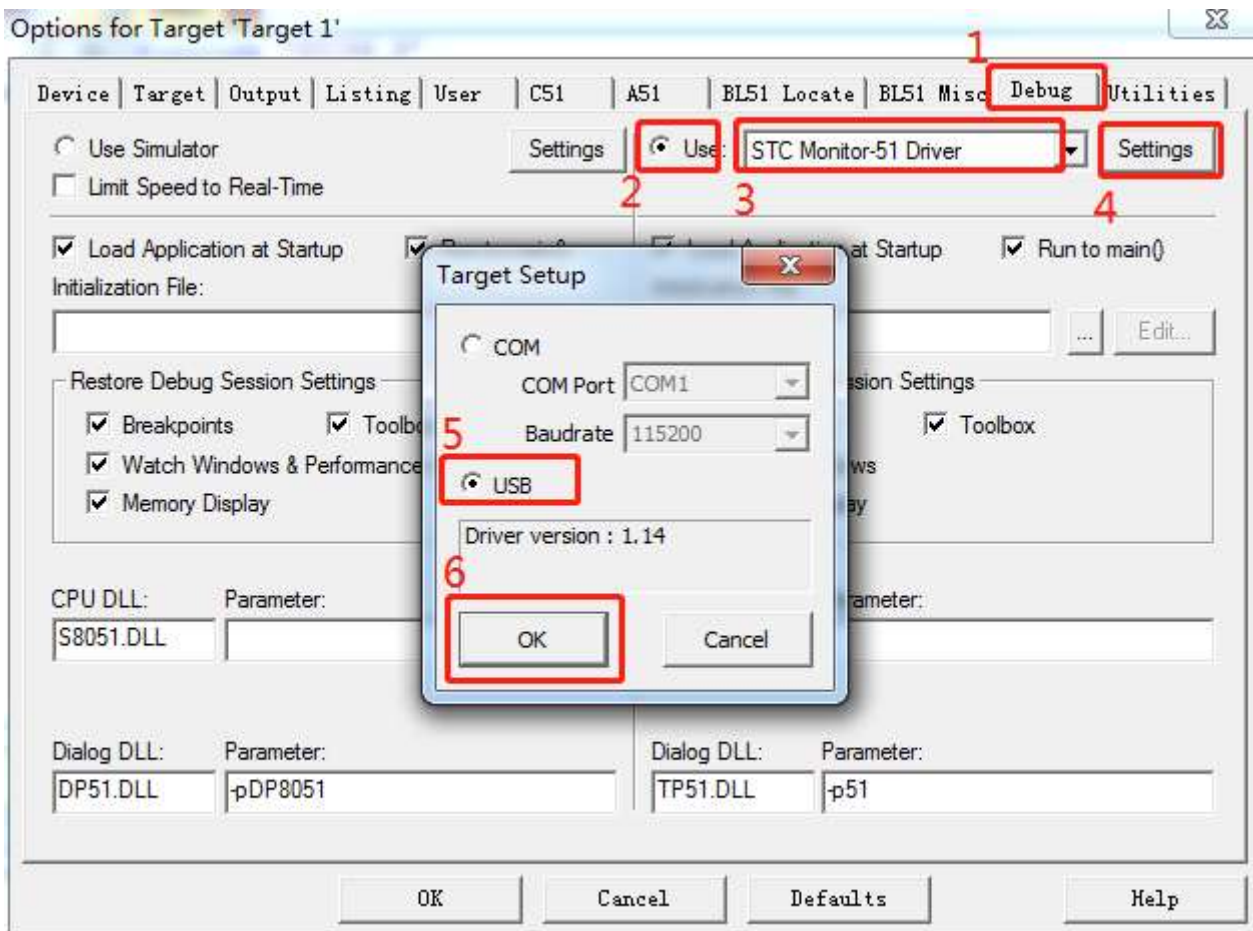 Options for Target 'Target 1'
1
Device Target Output Listing User C51 A51 BL51 Locate BL51 Misc Debug Utilities
Use Simulator Settings Use: STC Monitor-51 Driver Settings
Limit Speed to Real-Time
2 3 4
Load Application at Startup at Startup Run to main()
Initialization File:
... Edit...
Target Setup
COM
COM Port COM1
Baudrate 115200
5
USB
Driver version : 1.14
6
OK Cancel
Restore Debug Session Settings Settings
Breakpoints Toolbox
Watch Windows & Performance
Memory Display
CPU DLL: Parameter:
S8051.DLL
Dialog DLL: Parameter: Dialog DLL: Parameter:
DP51.DLL -pDP8051 TP51.DLL -p51
OK Cancel Defaults Help